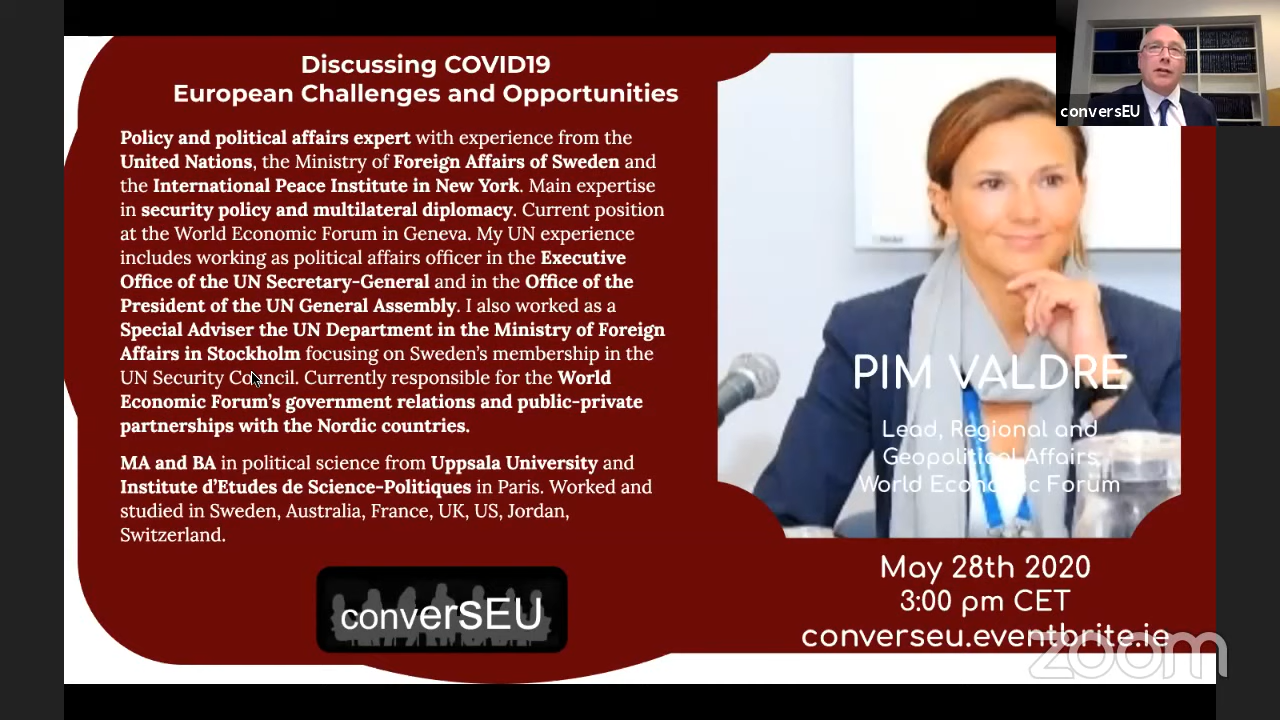 Discussing COVID19
European Challenges and Opportunities
Policy and political affairs expert with experience from the
United Nations, the Ministry of Foreign Affairs of Sweden and
the International Peace Institute in New York. Main expertise
in security policy and multilateral diplomacy. Current position
at the World Economic Forum in Geneva. My UN experience
includes working as political affairs officer in the Executive
Office of the UN Secretary-General and in the Office of the
President of the UN General Assembly. I also worked as a
Special Adviser the UN Department in the Ministry of Foreign
Affairs in Stockholm focusing on Sweden's membership in the
UN Security Council. Currently responsible for the World
Economic Forum's government relations and public-private
partnerships with the Nordic countries.
MA and BA in political science from Uppsala University and
Institute d'Etudes de Science-Politiques in Paris. Worked and
studied in Sweden, Australia, France, UK, US, Jordan,
Switzerland.
converSEU
conversEU
PIM VALDRE
Lead, Regional and
Geopolitical Affairs
World Economic Forum
May 28th 2020
3:00 pm CET
converseu.eventbrite.ie
zoom